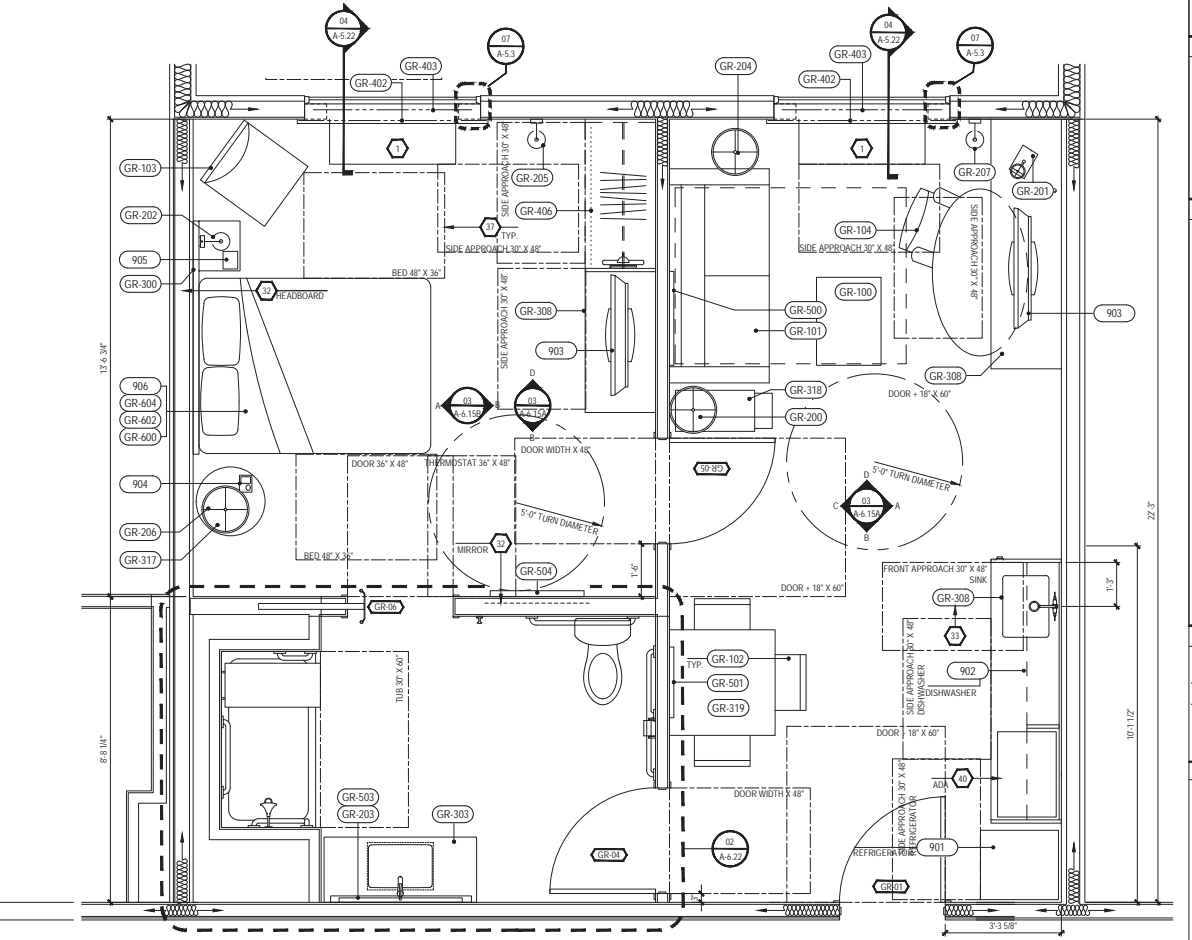 04
A-5.22
07
A-5.3
04
A-5.22
07
A-5.3
GR-403
GR-402
GR-204
GR-403
GR-402
1
1
GR-103
GR-205
SIDE APPROACH 30" X 48"
GR-207
GR-201
GR-202
GR-406
37
TYP.
SIDE APPROACH 30" X 48"
GR-104
SIDE APPROACH 30" X 48"
SIDE APPROACH 30" X 48"
905
BED 48" X 36"
GR-300
32
HEADBOARD
GR-100
GR-308
SIDE APPROACH 30" X 48"
GR-500
GR-101
903
903
13'-6 3/4"
906
GR-604
GR-602
GR-600
D
A
03
A-6.15B
B
03
A-6.15A
B
GR-318
GR-200
GR-308
DOOR + 18" X 60"
DOOR WIDTH X 48"
DOOR 36" X 48"
THERMOSTAT 36" X 48"
GR-05
5'-0" TURN DIAMETER
904
D
C
03
A-6.15A
A
B
5'-0" TURN DIAMETER
22'-3"
GR-206
GR-317
BED 48" X 36"
MIRROR
32
GR-504
1'-6"
DOOR + 18" X 60"
FRONT APPROACH 30" X 48"
SINK
GR-308
1'-3"
GR-06
33
TYP.
GR-102
GR-501
GR-319
902
DISHWASHER
SIDE APPROACH 30" X 48"
DISHWASHER
TUB 30" X 60"
10'-1 1/2"
8'-8 1/4"
DOOR + 18" X 60"
40
ADA
DOOR WIDTH X 48"
SIDE APPROACH 30" X 48"
REFRIGERATOR
GR-503
GR-203
GR-303
02
A-6.22
GR-04
REFRIGERATOR
901
GR-01
3"
3'-3 5/8"